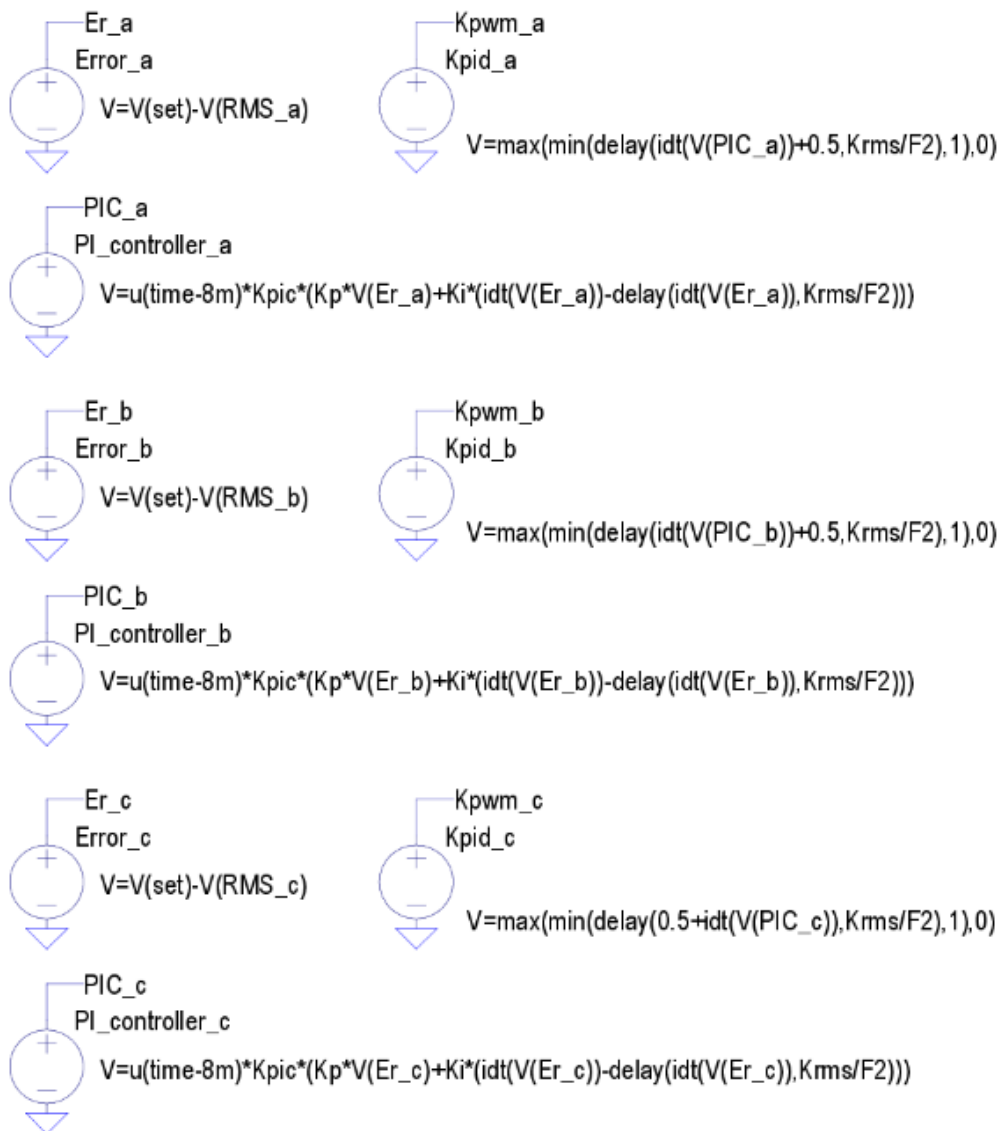 Er_a
Kpwm_a
Error_a
Kpid_a
V=V(set)-V(RMS_a)
V=max(min(delay(idt(V(PIC_a))+0.5,Krms/F2),1),0)
PIC_a
PI_controller_a
V=u(time-8m)*Kpic*(Kp*V(Er_a)+Ki*(idt(V(Er_a))-delay(idt(V(Er_a)),Krms/F2)))
Er_b
Kpwm_b
Error_b
Kpid_b
V=V(set)-V(RMS_b)
V=max(min(delay(idt(V(PIC_b))+0.5,Krms/F2),1),0)
PIC_b
PI_controller_b
V=u(time-8m)*Kpic*(Kp*V(Er_b)+Ki*(idt(V(Er_b))-delay(idt(V(Er_b)),Krms/F2)))
Er_c
Kpwm_c
Error_c
Kpid_c
V=V(set)-V(RMS_c)
V=max(min(delay(0.5+idt(V(PIC_c)),Krms/F2),1),0)
PIC_c
PI_controller_c
V=u(time-8m)*Kpic*(Kp*V(Er_c)+Ki*(idt(V(Er_c))-delay(idt(V(Er_c)),Krms/F2)))